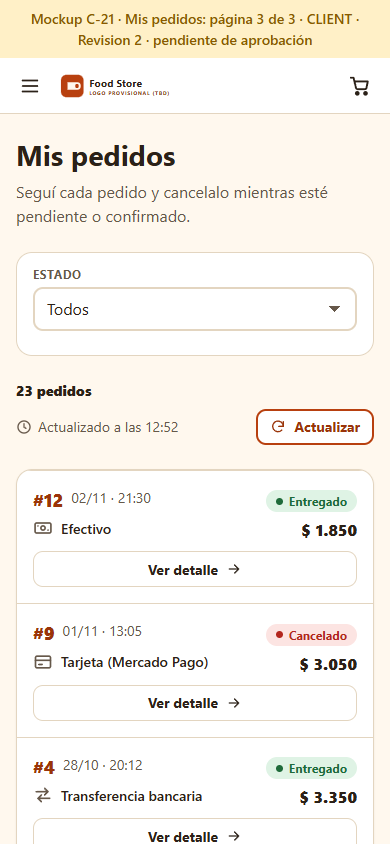 Mockup C-21 · Mis pedidos: página 3 de 3 · CLIENT ·
Revision 2 · pendiente de aprobación
Food Store
LOGO PROVISIONAL (TBD)
Mis pedidos
Seguí cada pedido y cancelalo mientras esté
pendiente o confirmado.
ESTADO
Todos
23 pedidos
Actualizado a las 12:52
Actualizar
#12 02/11 · 21:30 Entregado
Efectivo $ 1.850
Ver detalle →
#9 01/11 · 13:05 Cancelado
Tarjeta (Mercado Pago) $ 3.050
Ver detalle →
#4 28/10 · 20:12 Entregado
Transferencia bancaria $ 3.350
Ver detalle →